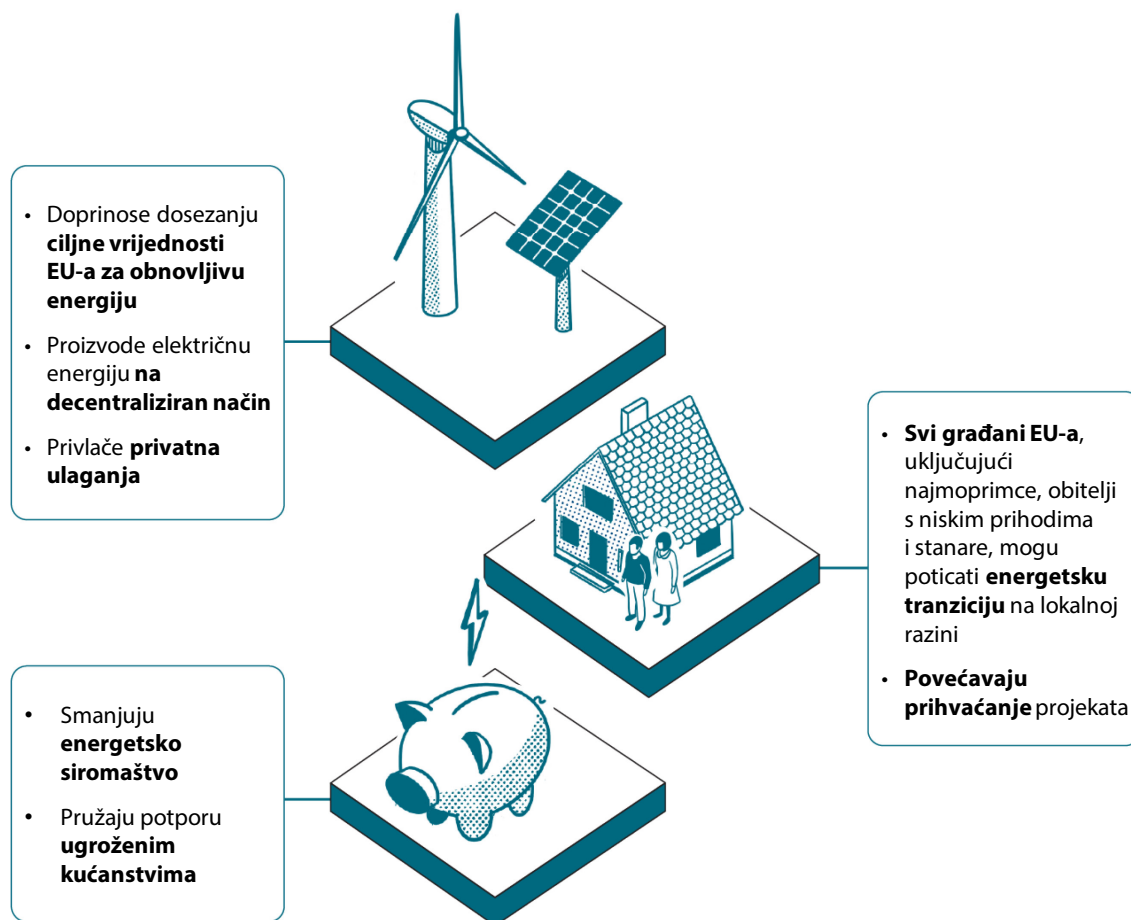 • Doprinose dosezanju
ciljne vrijednosti
EU-a za obnovljivu
energiju
• Proizvode električnu
energiju na
decentraliziran način
• Privlače privatna
ulaganja
• Svi građani EU-a,
uključujući
najmoprimce, obitelji
s niskim prihodima
i stanare, mogu
poticati energetsku
tranziciju na lokalnoj
razini
• Povećavaju
prihvaćanje projekata
• Smanjuju
energetsko
siromaštvo
• Pružaju potporu
ugroženim
kućanstvima